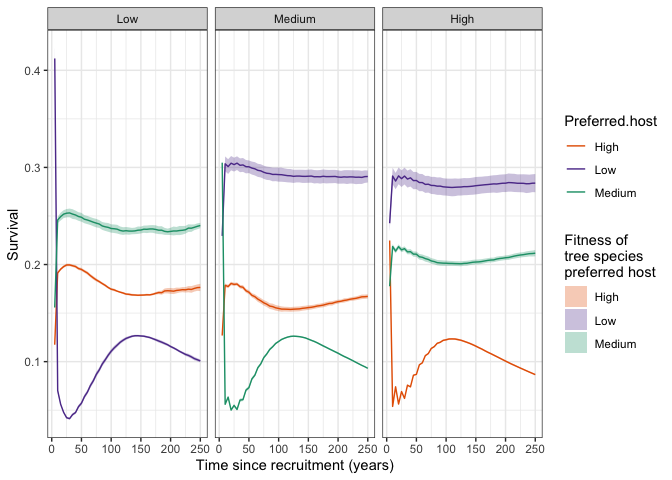 Low Medium High
0.4
0.3
0.2
0.1
Survival
0 50 100 150 200 250 0 50 100 150 200 250 0 50 100 150 200 250
Time since recruitment (years)
Preferred.host
High
Low
Medium
Fitness of
tree species
preferred host
High
Low
Medium